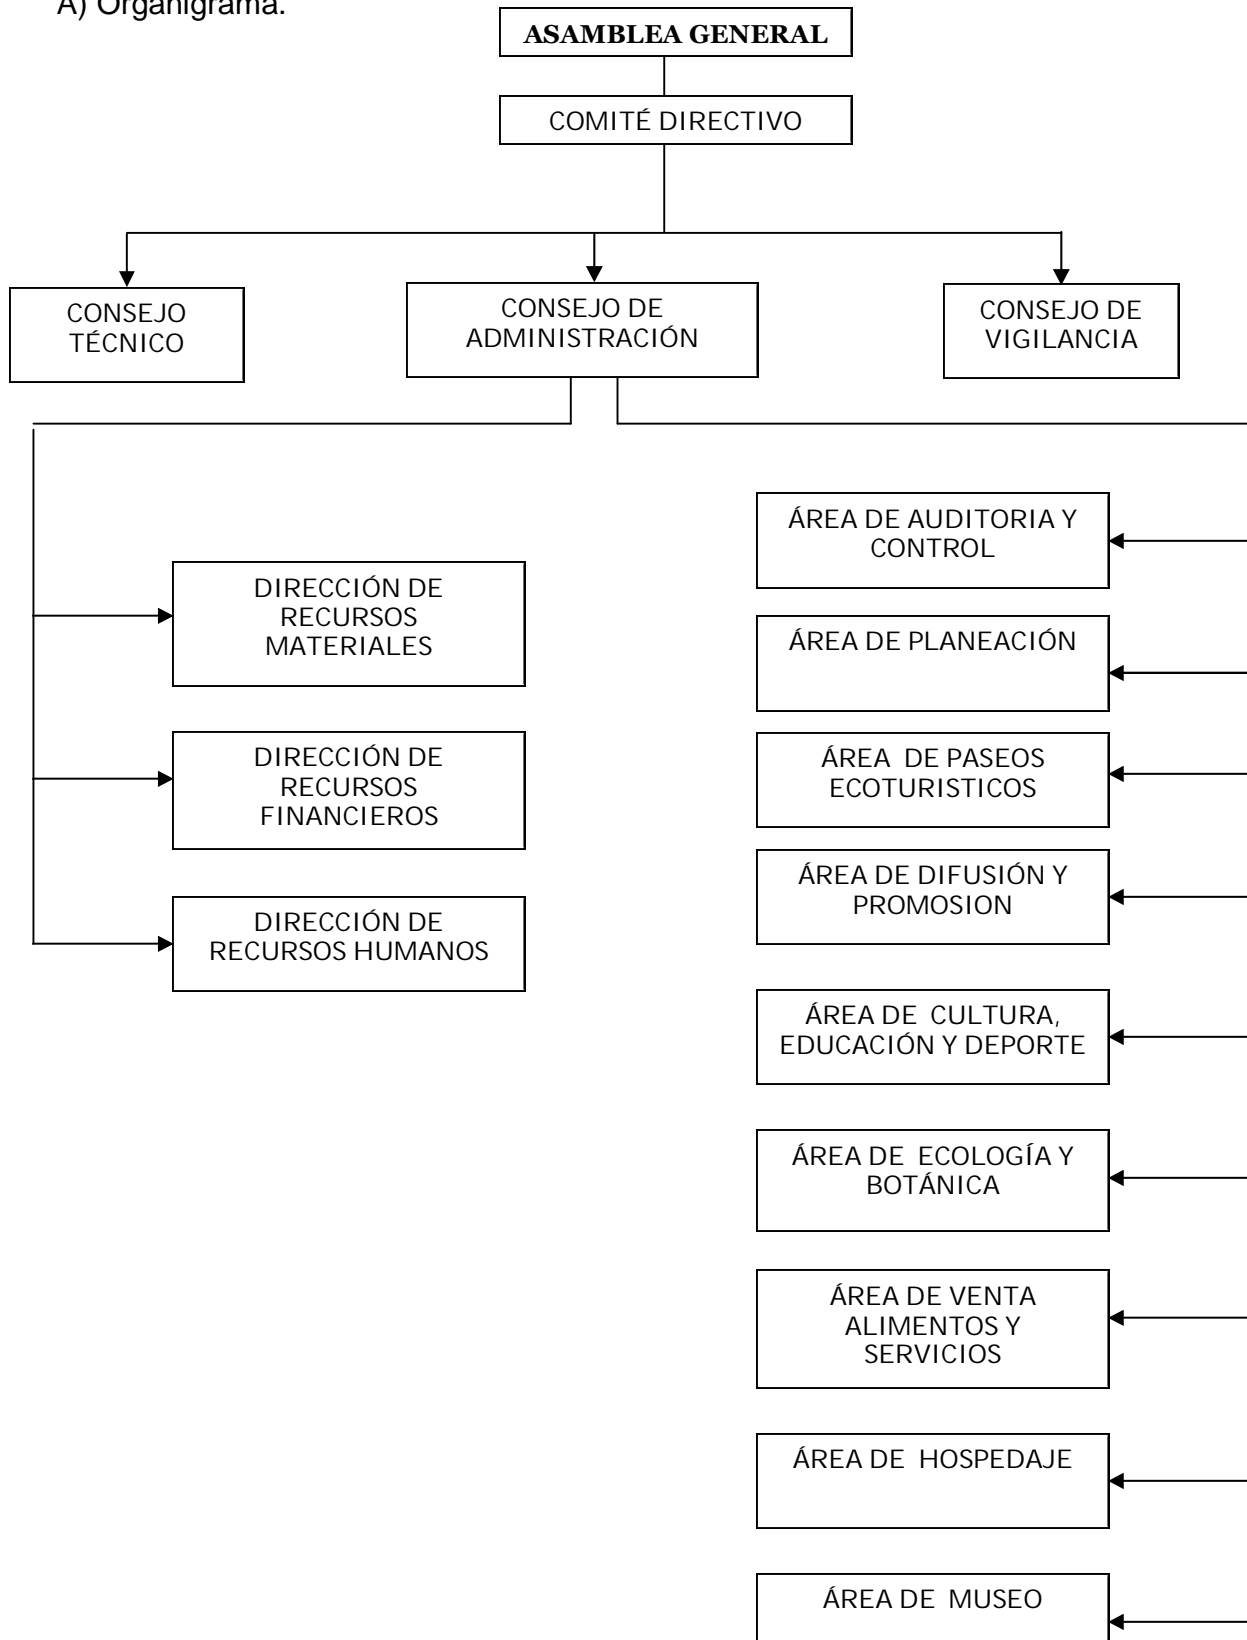 A) Organigrama.
ASAMBLEA GENERAL
COMITÉ DIRECTIVO
CONSEJO
TÉCNICO
CONSEJO DE
ADMINISTRACIÓN
CONSEJO DE
VIGILANCIA
DIRECCIÓN DE
RECURSOS
MATERIALES
DIRECCIÓN DE
RECURSOS
FINANCIEROS
DIRECCIÓN DE
RECURSOS HUMANOS
ÁREA DE AUDITORIA Y
CONTROL
ÁREA DE PLANEACIÓN
ÁREA DE PASEOS
ECOTURISTICOS
ÁREA DE DIFUSIÓN Y
PROMOSION
ÁREA DE CULTURA,
EDUCACIÓN Y DEPORTE
ÁREA DE ECOLOGÍA Y
BOTÁNICA
ÁREA DE VENTA
ALIMENTOS Y
SERVICIOS
ÁREA DE HOSPEDAJE
ÁREA DE MUSEO